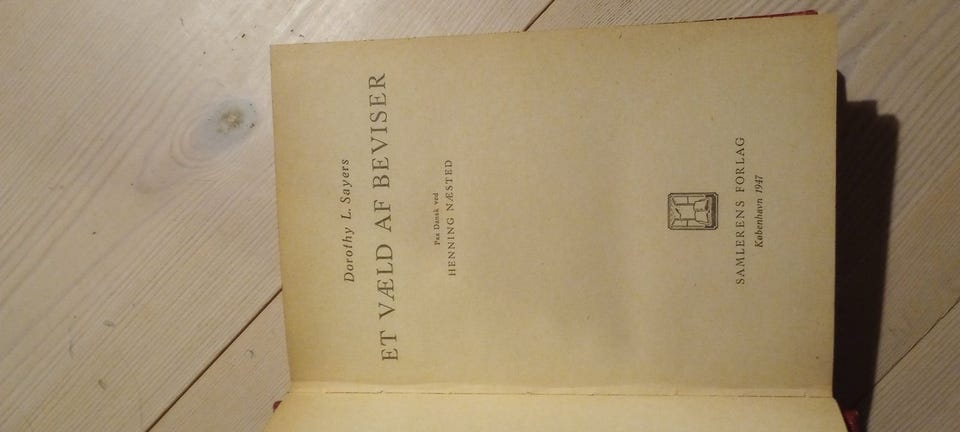 Dorothy L. Sayers
ET VÆLD AF BEVISER
Paa Dansk ved
HENNING NÆSTED
SAMLERENS FORLAG
København 1947